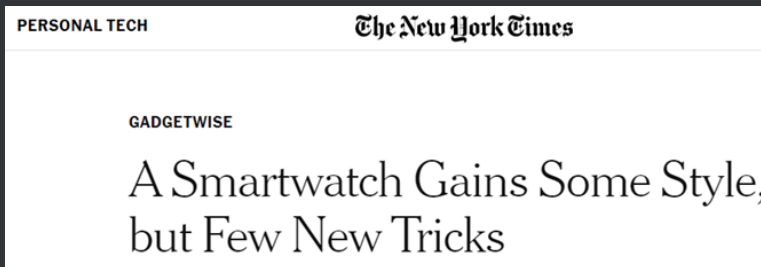 PERSONAL TECH The New York Times
GADGETWISE
A Smartwatch Gains Some Style,
but Few New Tricks